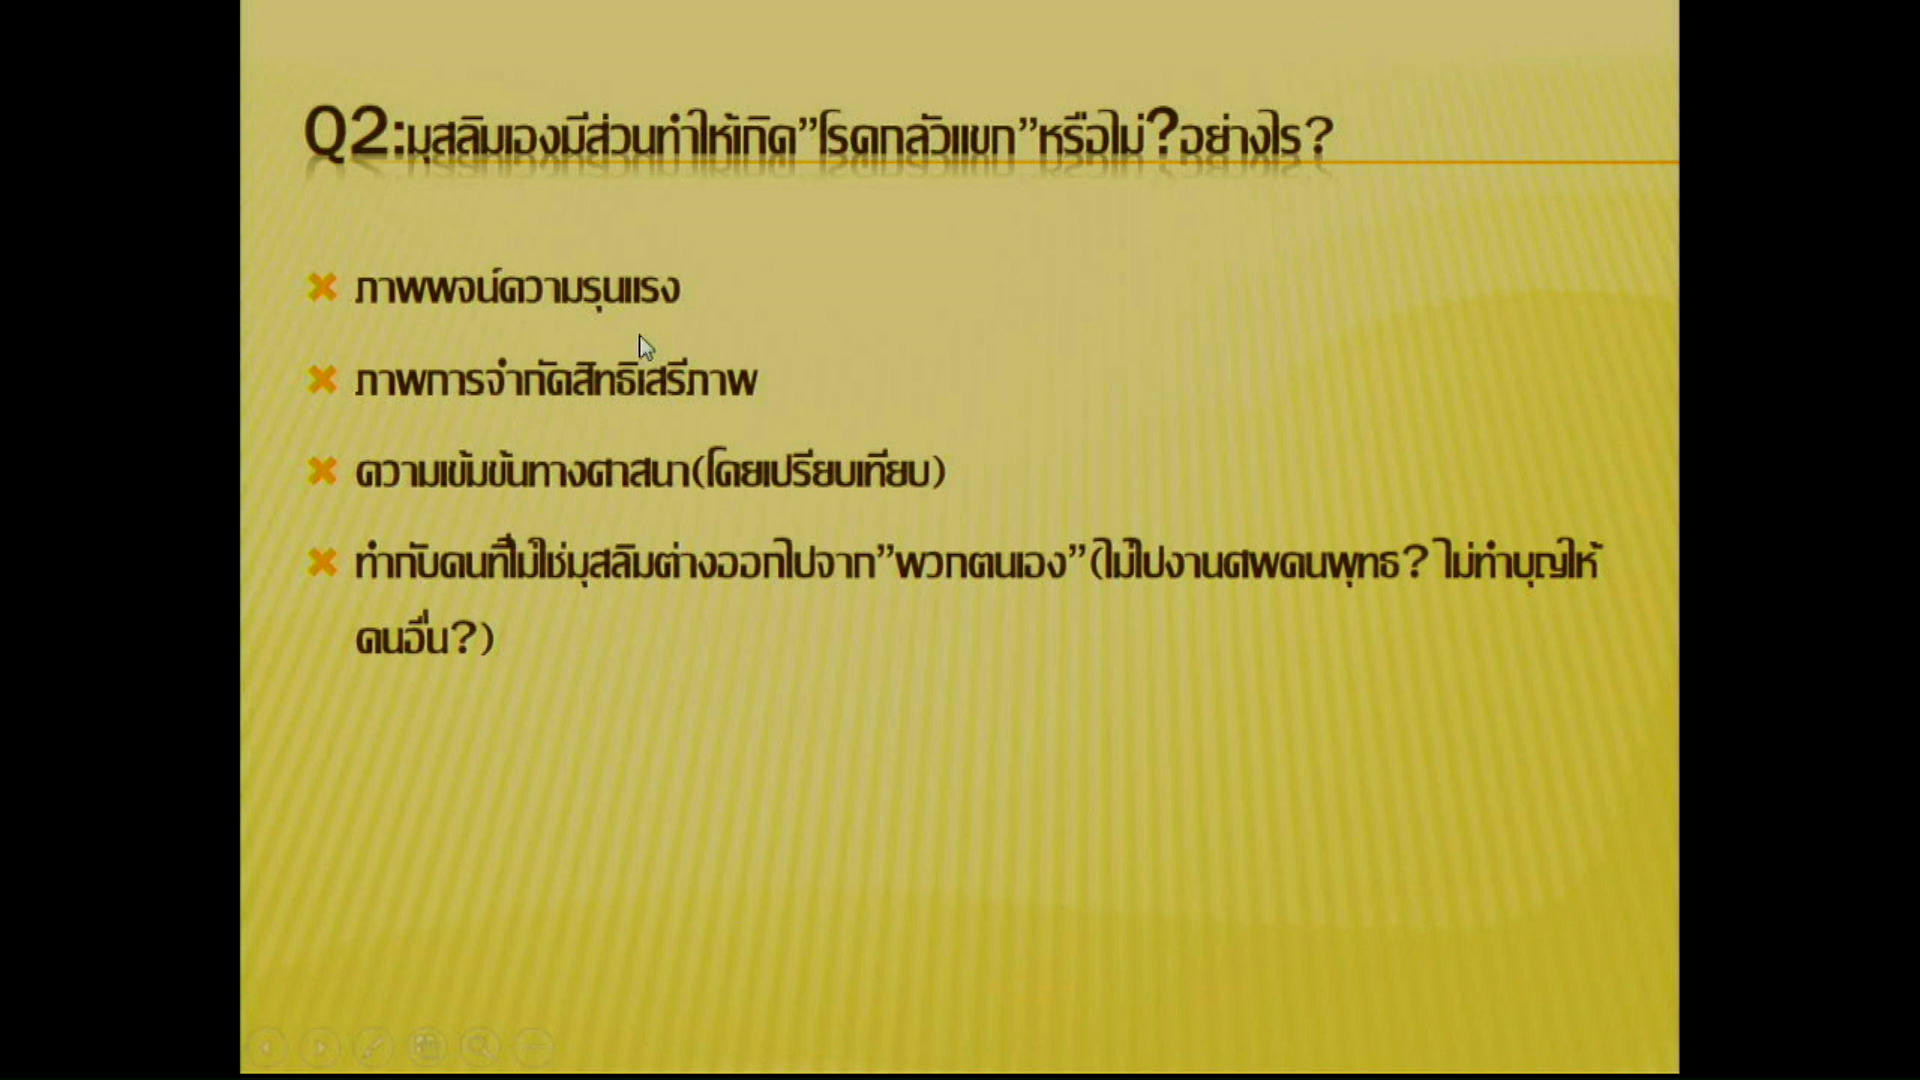 Q2:มุสลิมเองมีส่วนทำให้เกิด”โรคกลัวแขก”หรือไม่?อย่างไร?
ภาพพจน์ความรุนแรง
ภาพการจำกัดสิทธิเสรีภาพ
ความเข้มข้นทางศาสนา(โดยเปรียบเทียบ)
ทำกับคนที่ไม่ใช่มุสลิมต่างออกไปจาก”พวกตนเอง”(ไม่ไปงานศพคนพุทธ? ไม่ทำบุญให้
คนอื่น?)